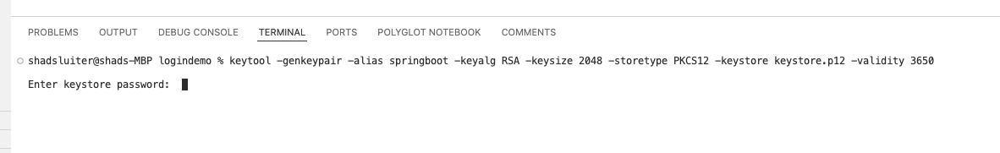 PROBLEMS OUTPUT DEBUG CONSOLE TERMINAL PORTS POLYGLOT NOTEBOOK COMMENTS
shadsluiter@shads-MBP logindemo % keytool -genkeypair -alias springboot -keyalg RSA -keysize 2048 -storetype PKCS12 -keystore keystore.p12 -validity 3650
Enter keystore password: